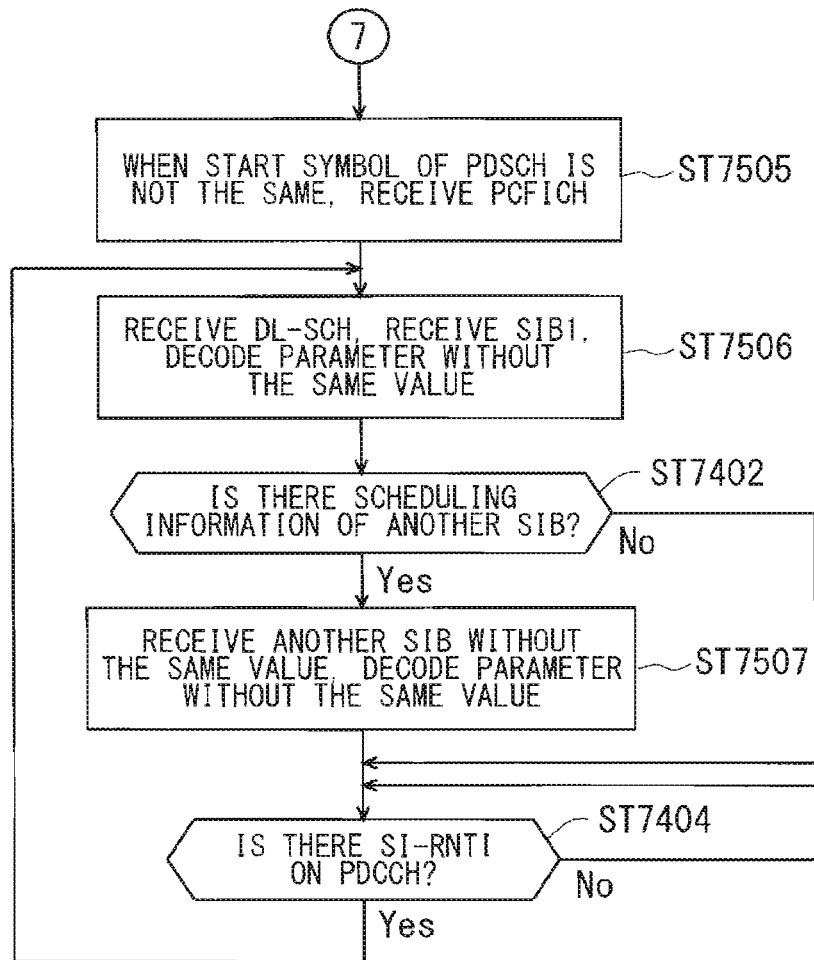 7
WHEN START SYMBOL OF PDSCH IS
NOT THE SAME, RECEIVE PCFICH
ST7505
RECEIVE DL-SCH, RECEIVE SIB1,
DECODE PARAMETER WITHOUT
THE SAME VALUE
ST7506
ST7402
IS THERE SCHEDULING
INFORMATION OF ANOTHER SIB?
No
Yes
RECEIVE ANOTHER SIB WITHOUT
THE SAME VALUE, DECODE PARAMETER
WITHOUT THE SAME VALUE
ST7507
ST7404
IS THERE SI-RNTI
ON PDCCH?
No
Yes